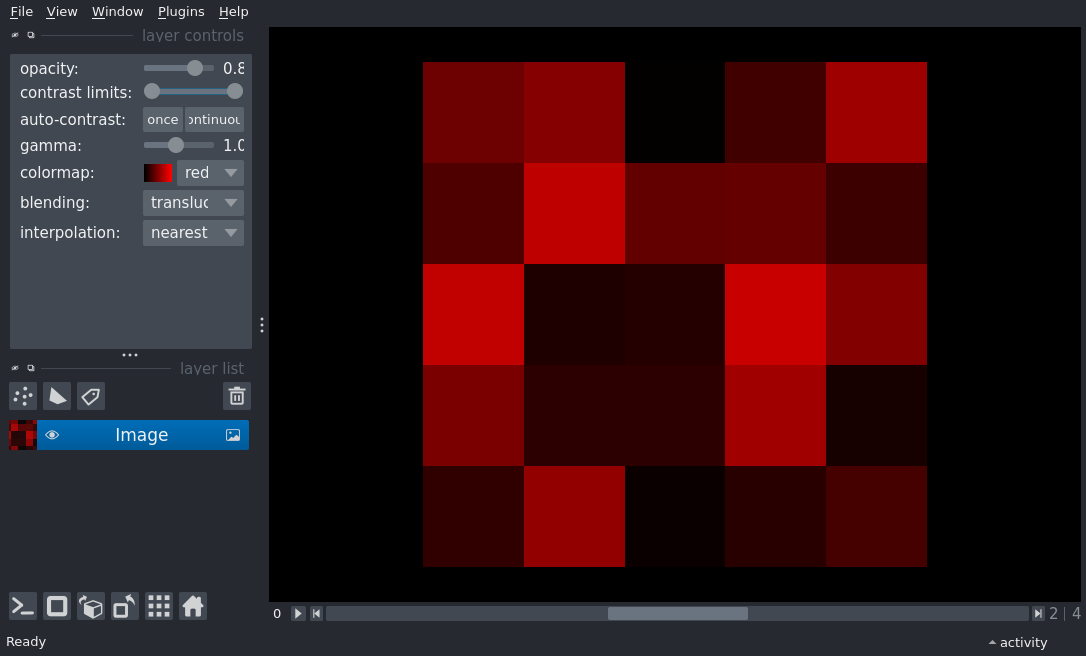 File View Window Plugins Help
layer controls
opacity: 0.8
contrast limits:
auto-contrast: once ontinuou
gamma: 1.0
colormap: red
blending: transluc
interpolation: nearest
layer list
Image
0 2 | 4
Ready
activity